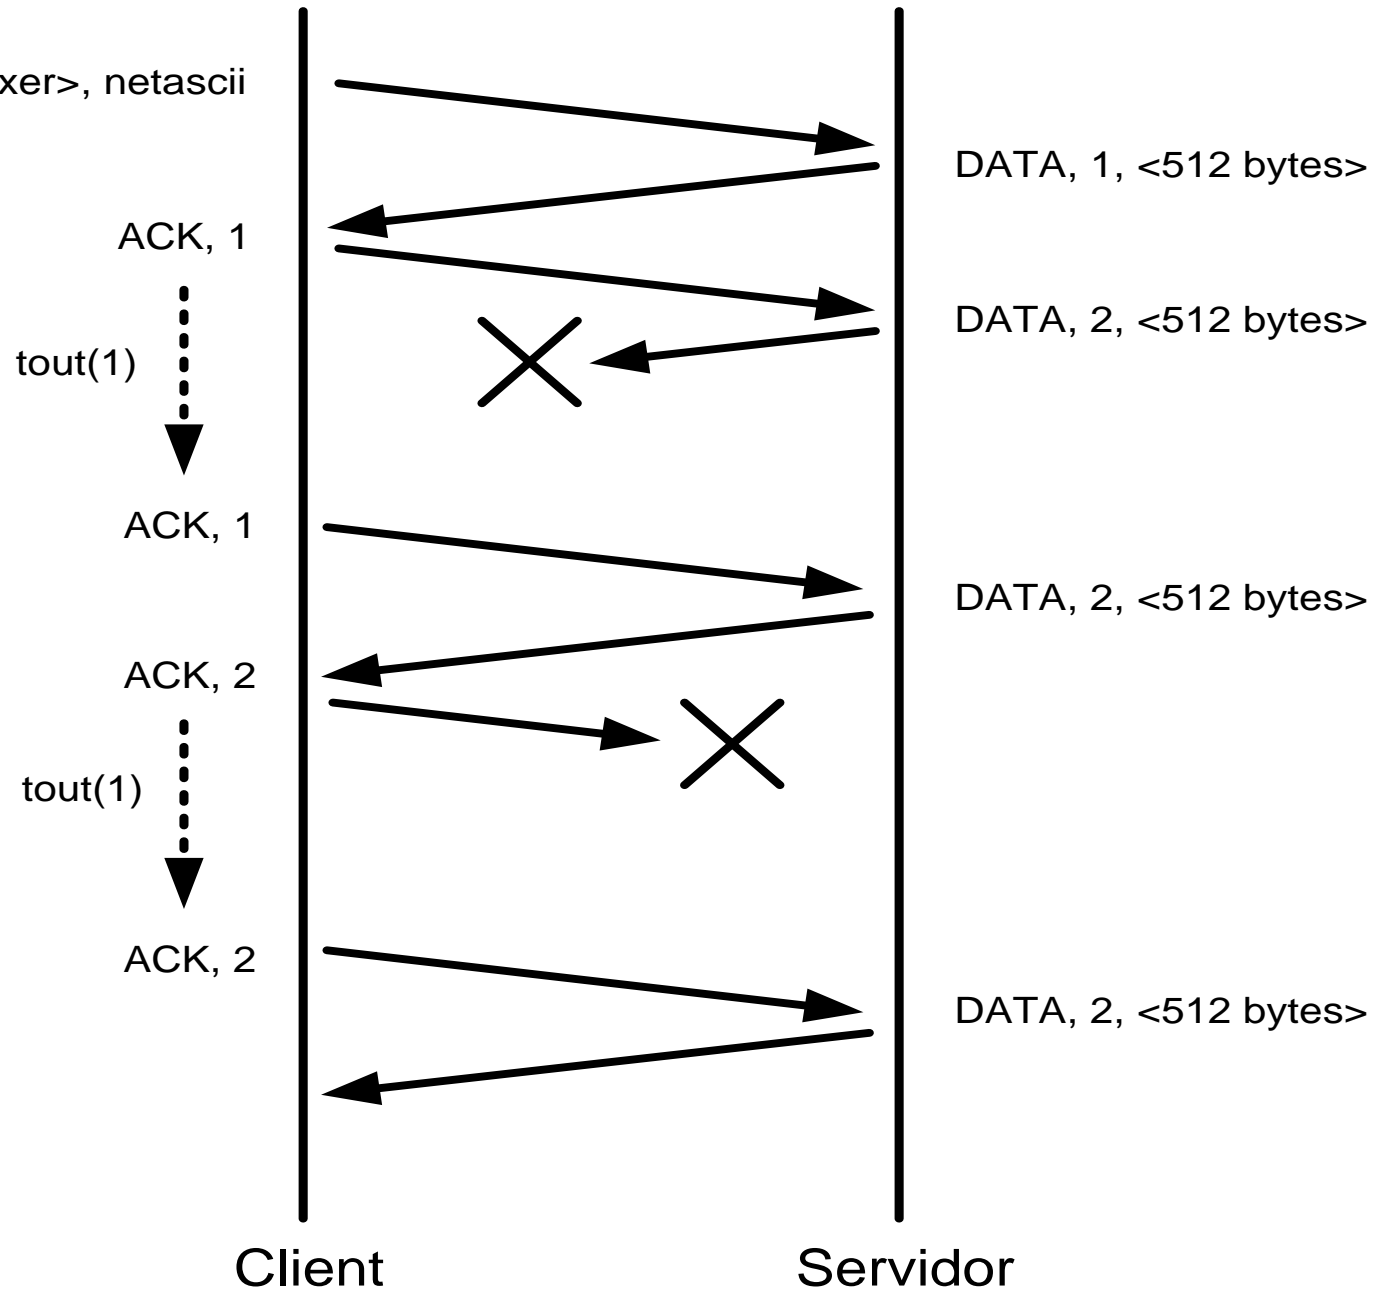 xer>, netascii
DATA, 1, <512 bytes>
ACK, 1
DATA, 2, <512 bytes>
tout(1)
ACK, 1
DATA, 2, <512 bytes>
ACK, 2
tout(1)
ACK, 2
DATA, 2, <512 bytes>
Client
Servidor